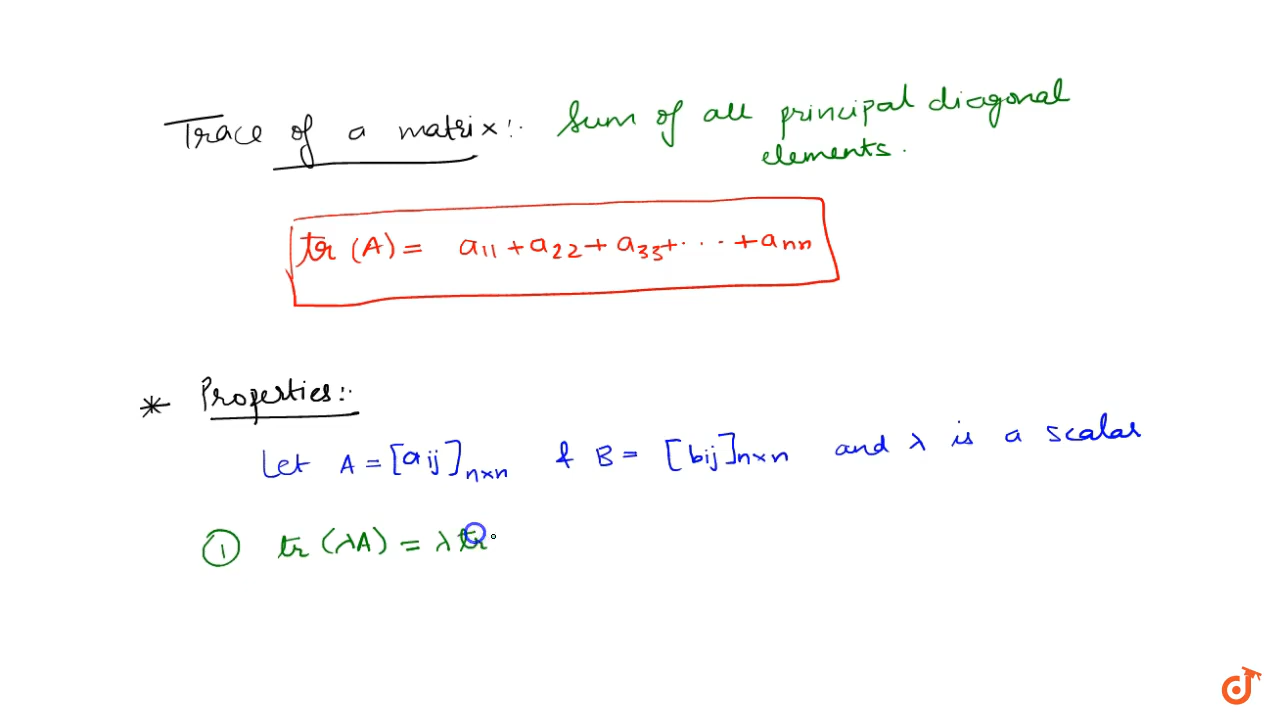 Trace of a matrix:. Sum of all principal diagonal
elements.
tr (A) = a11 + a22 + a33 + ... + ann
* Properties:.
Let A = [aij]n×n & B = [bij]n×n and λ is a scalar
① tr (λA) = λ tr